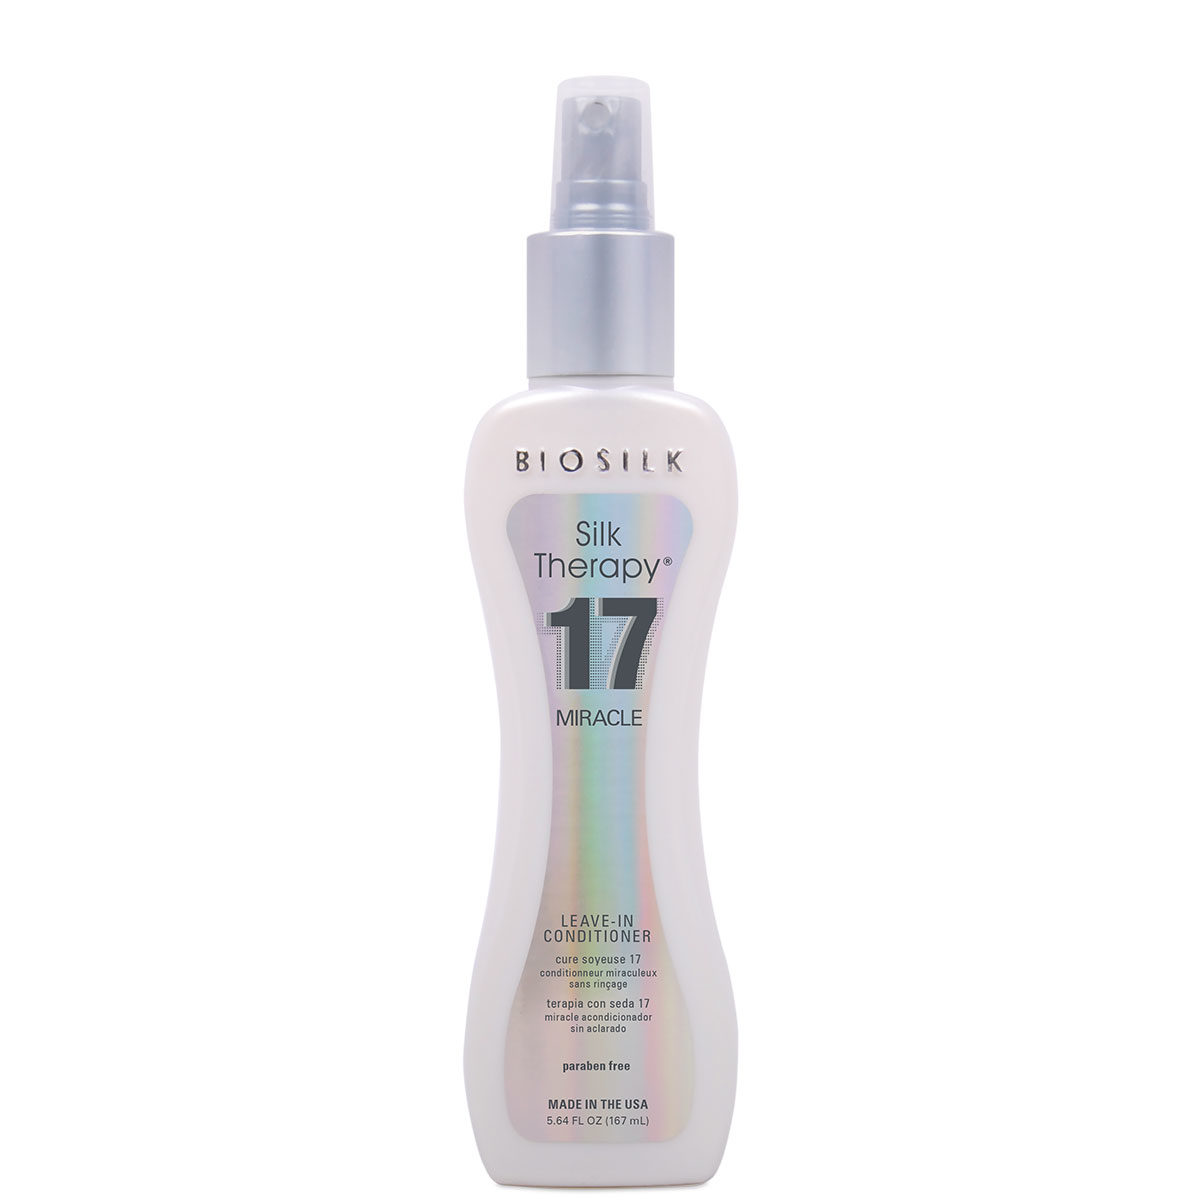 BIOSILK
Silk
Therapy®
17
MIRACLE
LEAVE-IN
CONDITIONER
cure soyeuse 17
conditionneur miraculeux
sans rinçage
terapia con seda 17
miracle acondicionador
sin aclarado
paraben free
MADE IN THE USA
5.64 FL OZ (167 mL)